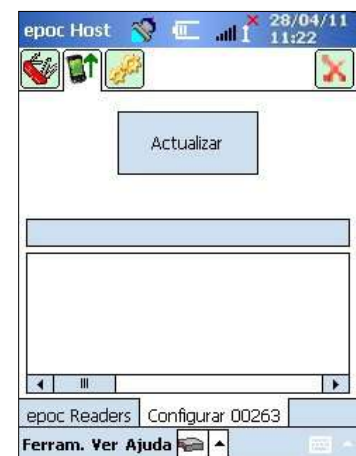 epoc Host 28/04/11
11:22
Actualizar
epoc Readers Configurar 00263
Ferram. Ver Ajuda